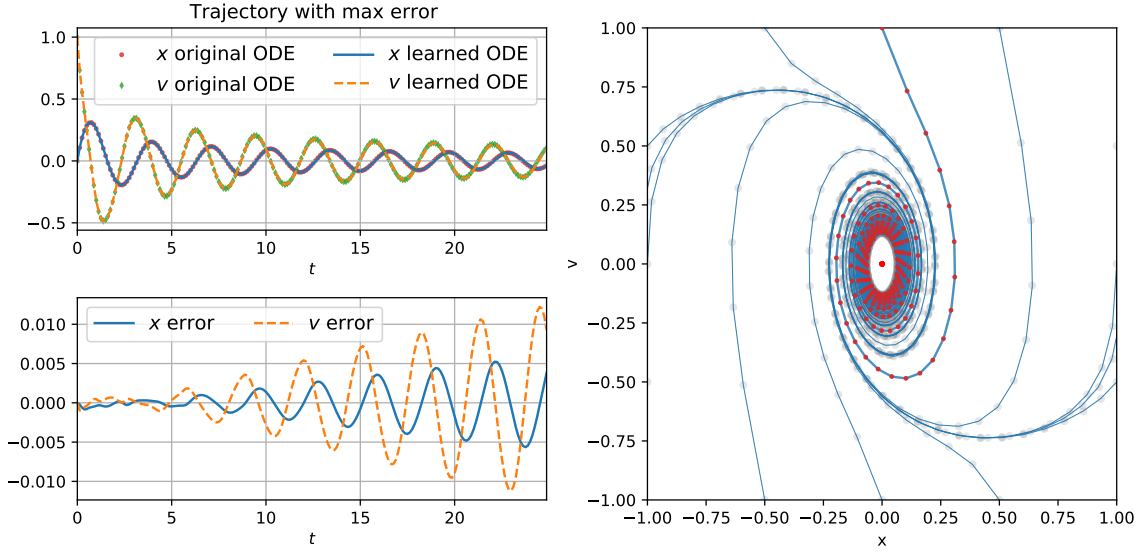 Trajectory with max error
1.0
0.5
0.0
−0.5
x original ODE
v original ODE
x learned ODE
v learned ODE
0 5 10 15 20
t
0.010
0.005
0.000
−0.005
−0.010
x error
v error
0 5 10 15 20
t
1.00
0.75
0.50
0.25
0.00
−0.25
−0.50
−0.75
−1.00
v
−1.00 −0.75 −0.50 −0.25 0.00 0.25 0.50 0.75 1.00
x